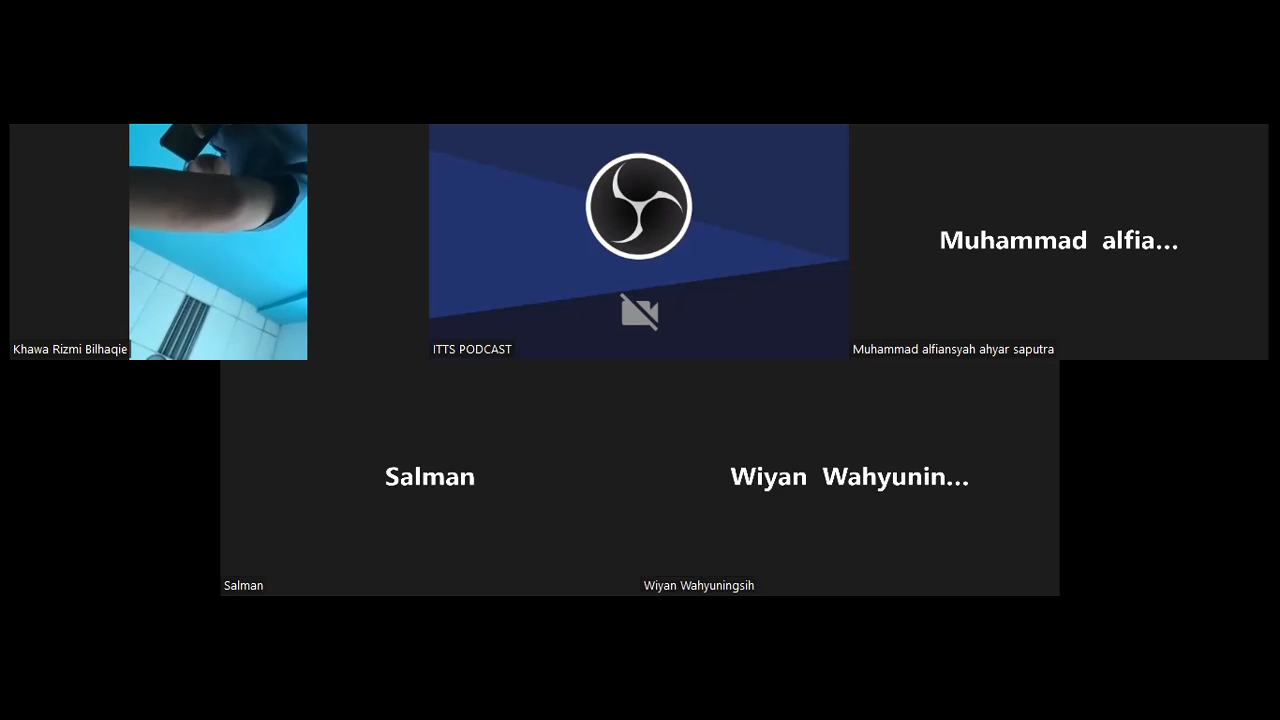 Khawa Rizmi Bilhaqie
ITTS PODCAST
Muhammad alfia...
Muhammad alfiansyah ahyar saputra
Salman
Wiyan Wahyunin...
Salman
Wiyan Wahyuningsih